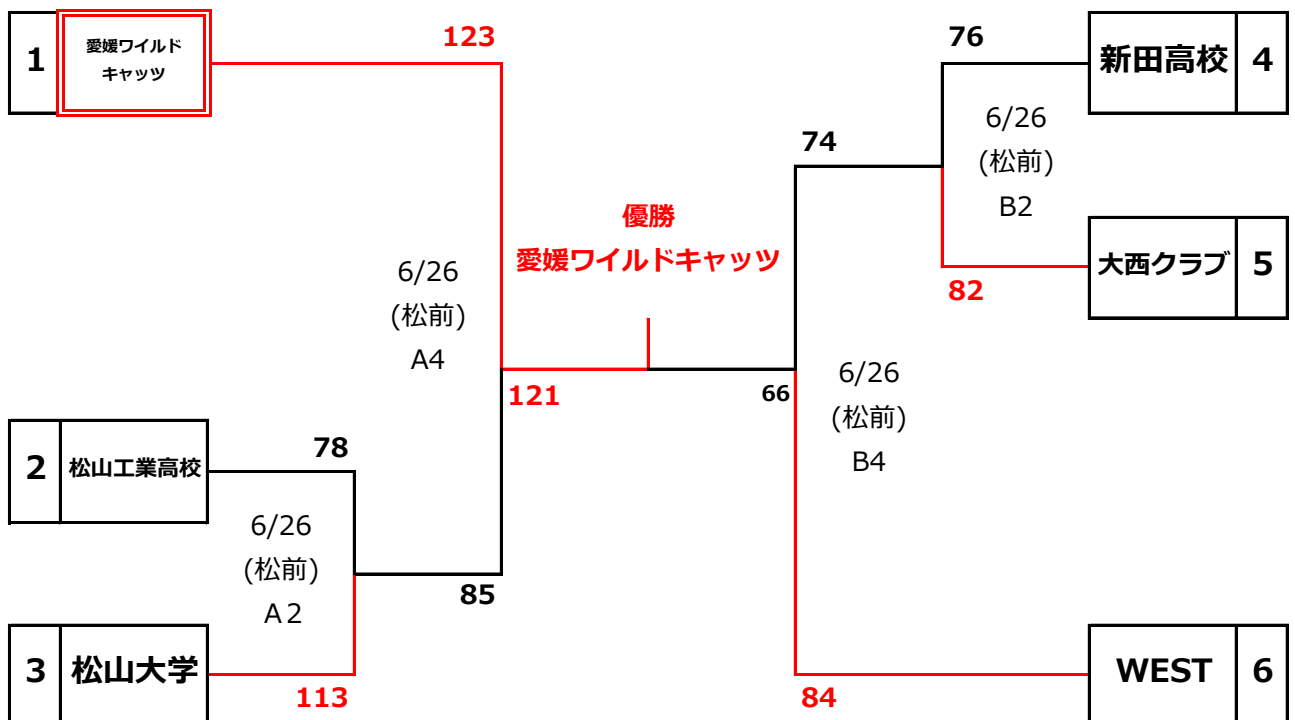 1
愛媛ワイルド
キャッツ
123
76
新田高校
4
6/26
(松前)
B2
74
優勝
愛媛ワイルドキャッツ
大西クラブ
5
82
6/26
(松前)
A4
121
66
6/26
(松前)
B4
2
松山工業高校
78
6/26
(松前)
A２
85
3
松山大学
113
84
WEST
6